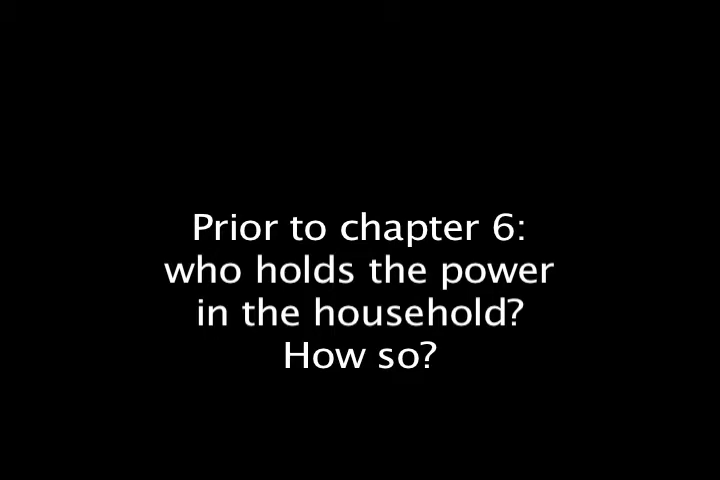 Prior to chapter 6:
who holds the power
in the household?
How so?